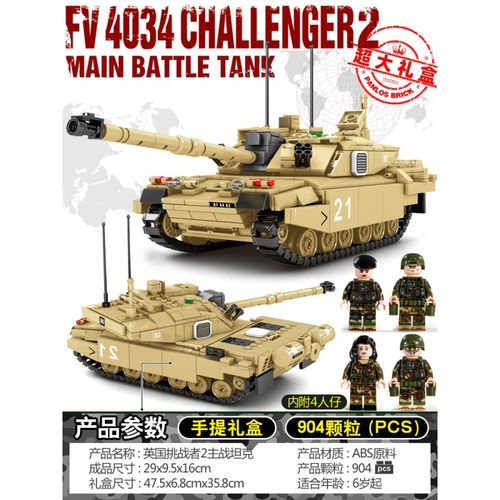 FV 4034 CHALLENGER 2
MAIN BATTLE TANK
超大礼盒
PANLOS BRICK
21
21
内附4人仔
产品参数
手提礼盒
904颗粒 (PCS)
产品名称：英国挑战者2主战坦克
产品材质：ABS原料
成品尺寸：29x9.5x16cm
产品颗粒：904 pcs
礼盒尺寸：47.5x6.8cmx35.8cm
适合年龄：6岁起